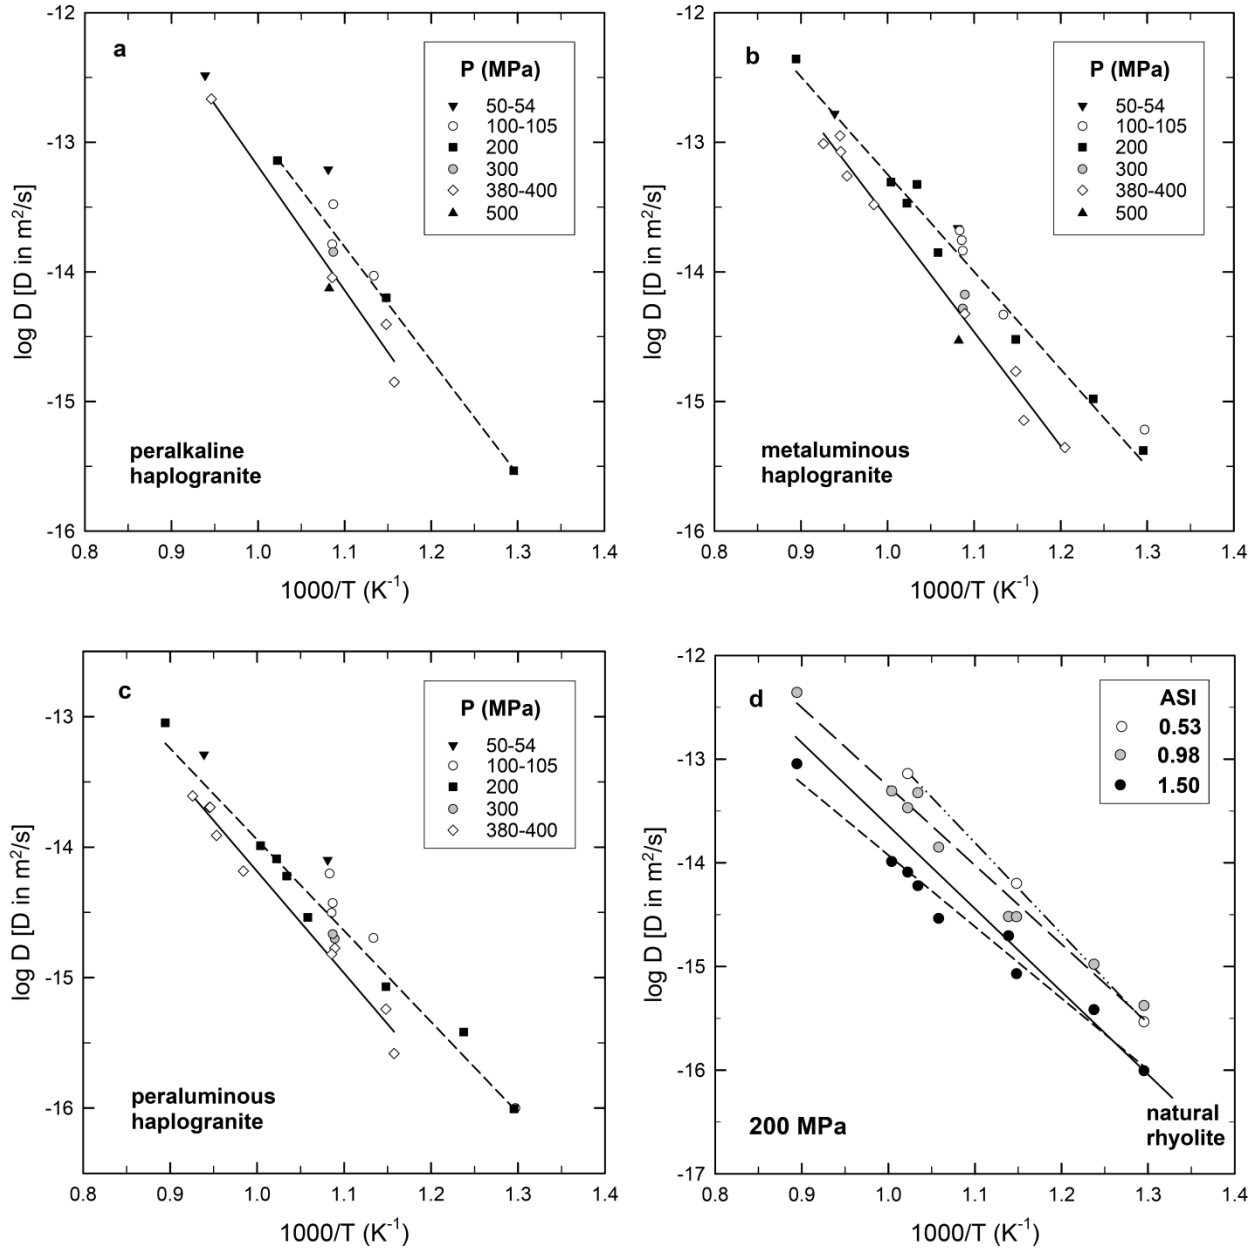 a
P (MPa)
50-54
100-105
200
300
380-400
500
-12
-13
-14
-15
-16
log D [D in m²/s]
peralkaline
haplogranite
0.8 0.9 1.0 1.1 1.2 1.3 1.4
1000/T (K⁻¹)
b
P (MPa)
50-54
100-105
200
300
380-400
500
-12
-13
-14
-15
-16
log D [D in m²/s]
metaluminous
haplogranite
0.8 0.9 1.0 1.1 1.2 1.3 1.4
1000/T (K⁻¹)
c
P (MPa)
50-54
100-105
200
300
380-400
-13
-14
-15
-16
log D [D in m²/s]
peraluminous
haplogranite
0.8 0.9 1.0 1.1 1.2 1.3 1.4
1000/T (K⁻¹)
d
ASI
0.53
0.98
1.50
-12
-13
-14
-15
-16
-17
log D [D in m²/s]
200 MPa
natural
rhyolite
0.8 0.9 1.0 1.1 1.2 1.3 1.4
1000/T (K⁻¹)